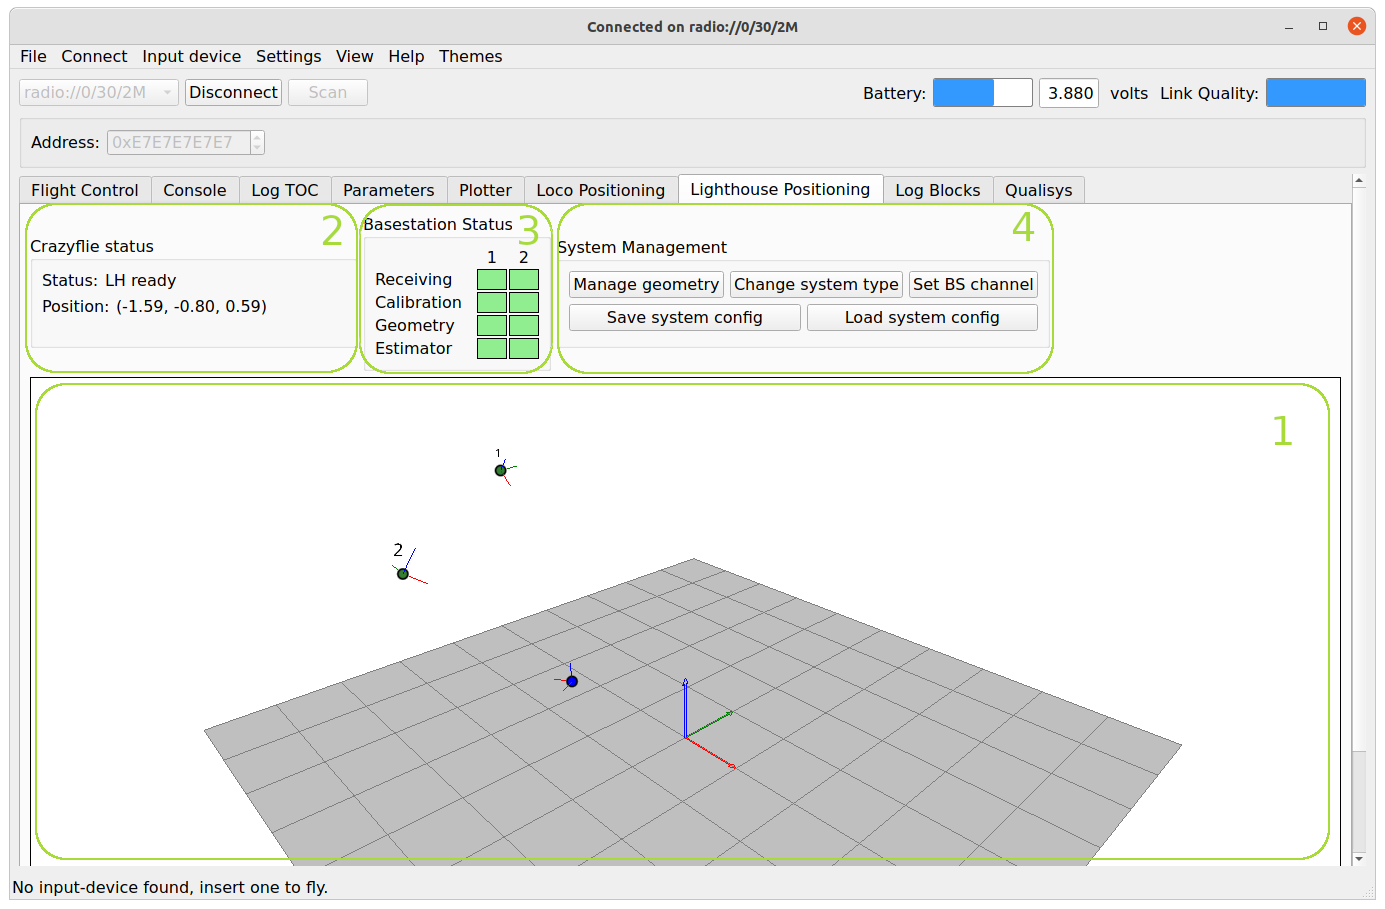 Connected on radio://0/30/2M
File Connect Input device Settings View Help Themes
radio://0/30/2M Disconnect Scan Battery: 3.880 volts Link Quality:
Address: 0xE7E7E7E7E7
Flight Control Console Log TOC Parameters Plotter Loco Positioning Lighthouse Positioning Log Blocks Qualisys
2
Crazyflie status
Status: LH ready
Position: (-1.59, -0.80, 0.59)
Basestation Status 3
1 2
Receiving
Calibration
Geometry
Estimator
4
System Management
Manage geometry Change system type Set BS channel
Save system config Load system config
1
1
2
No input-device found, insert one to fly.